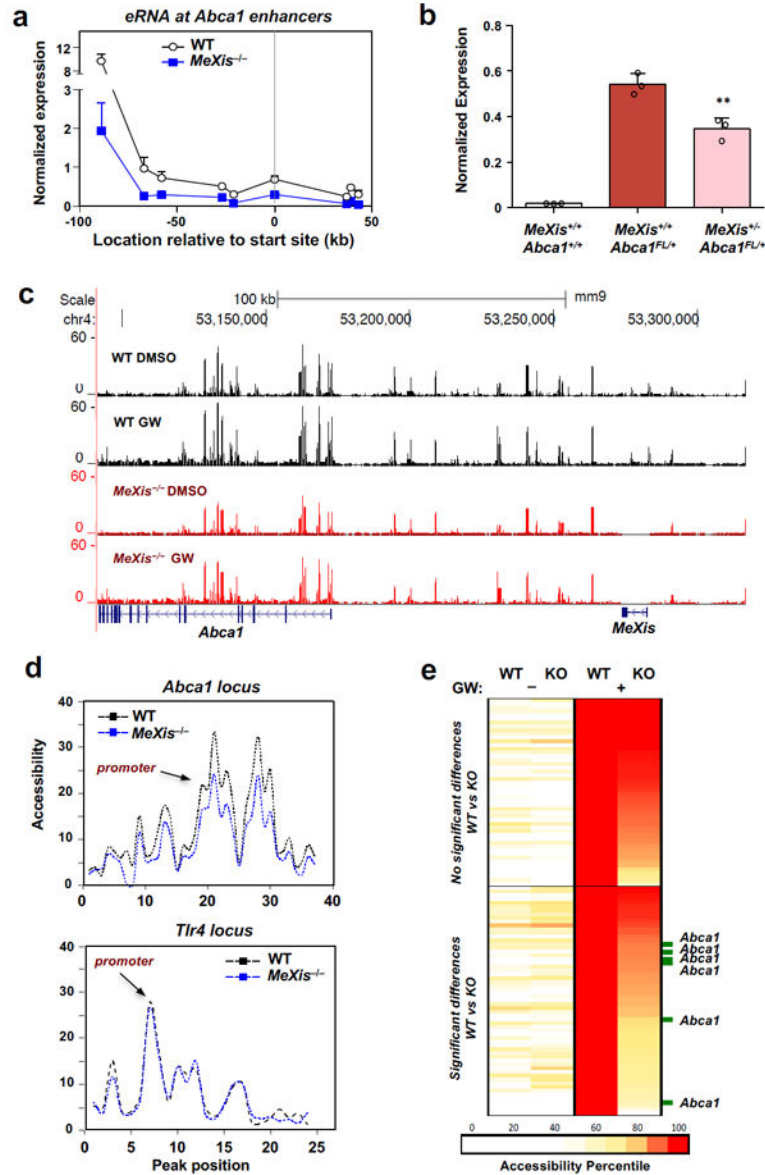 a
eRNA at Abca1 enhancers
WT
MeXis–/–
Normalized expression
12
8
3
2
1
0
-100
-50
0
50
Location relative to start site (kb)
b
Normalized Expression
0.8
0.6
0.4
0.2
0
**
MeXis+/+ MeXis+/+ MeXis+/-
Abca1+/+ Abca1FL/+ Abca1FL/+
c
Scale 100 kb mm9
chr4: 53,150,000 53,200,000 53,250,000 53,300,000
60
WT DMSO
0
60
WT GW
0
60
MeXis–/– DMSO
0
60
MeXis–/– GW
0
Abca1 MeXis
d
Abca1 locus
WT
MeXis–/–
promoter
Accessibility
40
30
20
10
0
0 10 20 30 40
Tlr4 locus
WT
MeXis–/–
promoter
40
30
20
10
0
0 5 10 15 20 25
Peak position
e
WT KO WT KO
GW: – +
No significant differences
WT vs KO
Significant differences
WT vs KO
Abca1
Abca1
Abca1
Abca1
Abca1
Abca1
0 20 40 60 80 100
Accessibility Percentile